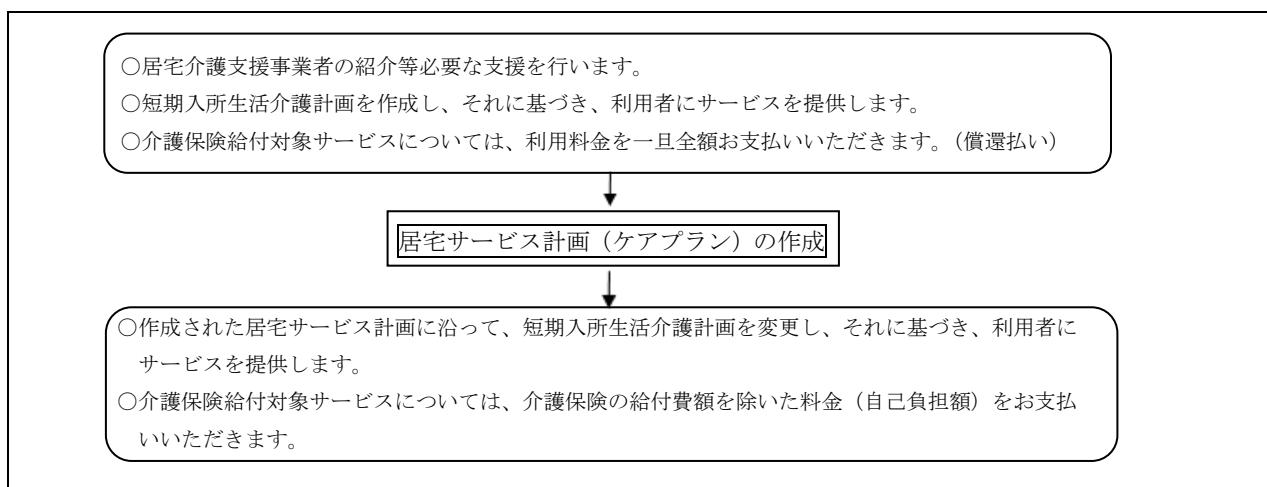 ○居宅介護支援事業者の紹介等必要な支援を行います。
○短期入所生活介護計画を作成し、それに基づき、利用者にサービスを提供します。
○介護保険給付対象サービスについては、利用料金を一旦全額お支払いいただきます。（償還払い）
居宅サービス計画（ケアプラン）の作成
○作成された居宅サービス計画に沿って、短期入所生活介護計画を変更し、それに基づき、利用者に
サービスを提供します。
○介護保険給付対象サービスについては、介護保険の給付費額を除いた料金（自己負担額）をお支払
いいただきます。